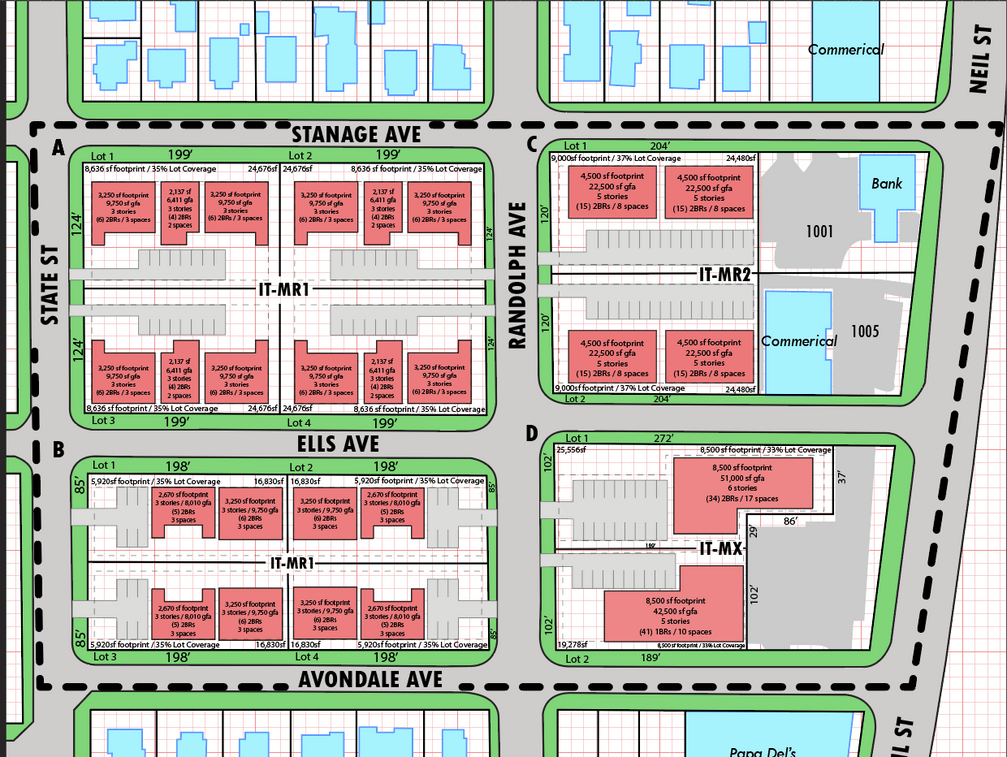 Commerical
NEIL ST
STANAGE AVE
A
Lot 1
199′
Lot 2
199′
8,636 sf footprint / 35% Lot Coverage
24,676sf
24,676sf
8,636 sf footprint / 35% Lot Coverage
3,250 sf footprint
9,750 sf gfa
3 stories
(6) 2BRs / 3 spaces
2,137 sf
6,411 gfa
3 stories
(4) 2BRs
2 spaces
3,250 sf footprint
9,750 sf gfa
3 stories
(6) 2BRs / 3 spaces
3,250 sf footprint
9,750 sf gfa
3 stories
(6) 2BRs / 3 spaces
2,137 sf
6,411 gfa
3 stories
(4) 2BRs
2 spaces
3,250 sf footprint
9,750 sf gfa
3 stories
(6) 2BRs / 3 spaces
124′
124′
STATE ST
IT-MR1
124′
124′
3,250 sf footprint
9,750 sf gfa
3 stories
(6) 2BRs / 3 spaces
2,137 sf
6,411 gfa
3 stories
(4) 2BRs
2 spaces
3,250 sf footprint
9,750 sf gfa
3 stories
(6) 2BRs / 3 spaces
3,250 sf footprint
9,750 sf gfa
3 stories
(6) 2BRs / 3 spaces
2,137 sf
6,411 gfa
3 stories
(4) 2BRs
2 spaces
3,250 sf footprint
9,750 sf gfa
3 stories
(6) 2BRs / 3 spaces
8,636 sf footprint / 35% Lot Coverage
24,676sf
24,676sf
8,636 sf footprint / 35% Lot Coverage
Lot 3
199′
Lot 4
199′
RANDOLPH AVE
C
Lot 1
204′
9,000sf footprint / 37% Lot Coverage
24,480sf
4,500 sf footprint
22,500 sf gfa
5 stories
(15) 2BRs / 8 spaces
4,500 sf footprint
22,500 sf gfa
5 stories
(15) 2BRs / 8 spaces
Bank
1001
120′
IT-MR2
120′
Commerical
1005
4,500 sf footprint
22,500 sf gfa
5 stories
(15) 2BRs / 8 spaces
4,500 sf footprint
22,500 sf gfa
5 stories
(15) 2BRs / 8 spaces
9,000sf footprint / 37% Lot Coverage
24,480sf
Lot 2
204′
ELLS AVE
B
Lot 1
198′
Lot 2
198′
5,920sf footprint / 35% Lot Coverage
16,830sf
16,830sf
5,920sf footprint / 35% Lot Coverage
85′
85′
2,670 sf footprint
3 stories / 8,010 gfa
(5) 2BRs
3 spaces
3,250 sf footprint
3 stories / 9,750 gfa
(6) 2BRs
3 spaces
3,250 sf footprint
3 stories / 9,750 gfa
(6) 2BRs
3 spaces
2,670 sf footprint
3 stories / 8,010 gfa
(5) 2BRs
3 spaces
IT-MR1
2,670 sf footprint
3 stories / 8,010 gfa
(5) 2BRs
3 spaces
3,250 sf footprint
3 stories / 9,750 gfa
(6) 2BRs
3 spaces
3,250 sf footprint
3 stories / 9,750 gfa
(6) 2BRs
3 spaces
2,670 sf footprint
3 stories / 8,010 gfa
(5) 2BRs
3 spaces
85′
85′
5,920sf footprint / 35% Lot Coverage
16,830sf
16,830sf
5,920sf footprint / 35% Lot Coverage
Lot 3
198′
Lot 4
198′
D
Lot 1
272′
25,556sf
8,500 sf footprint / 33% Lot Coverage
102′
8,500 sf footprint
51,000 sf gfa
6 stories
(34) 2BRs / 17 spaces
37′
86′
29′
189′
IT-MX
102′
102′
8,500 sf footprint
42,500 sf gfa
5 stories
(41) 1BRs / 10 spaces
19,278sf
8,500 sf footprint / 33% Lot Coverage
Lot 2
189′
AVONDALE AVE
Papa Del's
IL ST